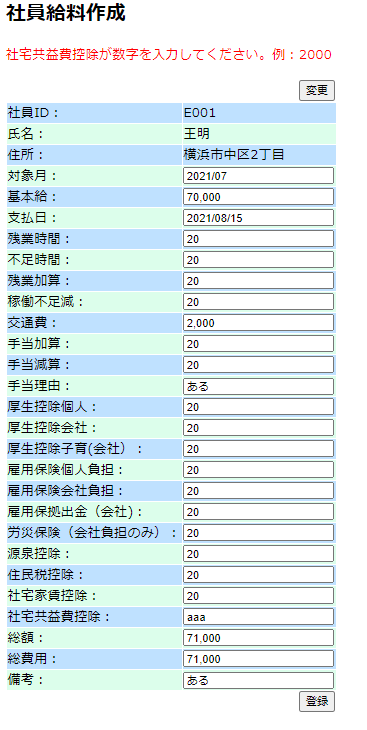 社員給料作成
社宅共益費控除が数字を入力してください。例：2000
変更
社員ID： E001
氏名： 王明
住所： 横浜市中区2丁目
対象月： 2021/07
基本給： 70,000
支払日： 2021/08/15
残業時間： 20
不足時間： 20
残業加算： 20
稼働不足減： 20
交通費： 2,000
手当加算： 20
手当減算： 20
手当理由： ある
厚生控除個人： 20
厚生控除会社： 20
厚生控除子育(会社）： 20
雇用保険個人負担： 20
雇用保険会社負担： 20
雇用保拠出金（会社)： 20
労災保険（会社負担のみ）： 20
源泉控除： 20
住民税控除： 20
社宅家賃控除： 20
社宅共益費控除： aaa
総額： 71,000
総費用： 71,000
備考： ある
登録